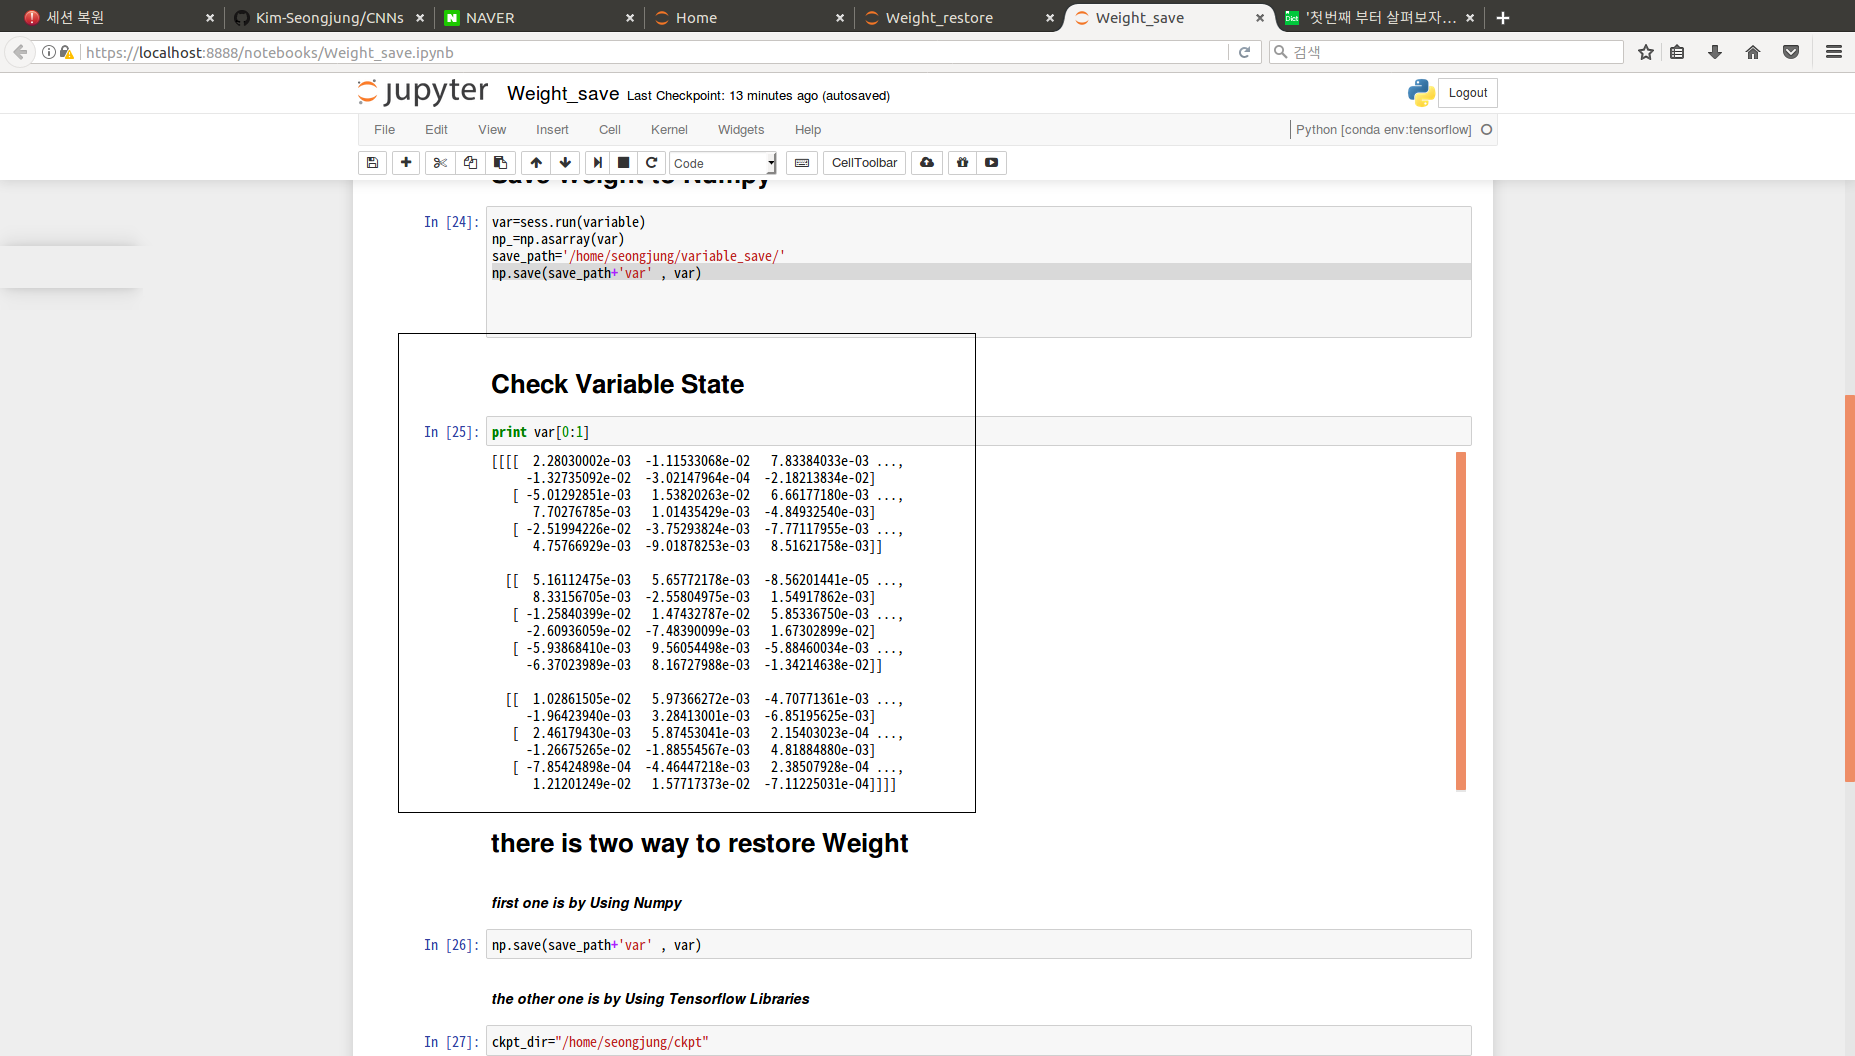 세션 복원
Kim-Seongjung/CNNs
NAVER
Home
Weight_restore
Weight_save
Dict '첫번째 부터 살펴보자...
https://localhost:8888/notebooks/Weight_save.ipynb
검색
jupyter Weight_save Last Checkpoint: 13 minutes ago (autosaved)
Logout
File Edit View Insert Cell Kernel Widgets Help
Python [conda env:tensorflow]
Code
CellToolbar
Save Weight to Numpy
In [24]:
var=sess.run(variable)
np_=np.asarray(var)
save_path='/home/seongjung/variable_save/'
np.save(save_path+'var' , var)
Check Variable State
In [25]: print var[0:1]
[[[[  2.28030002e-03  -1.11533068e-02   7.83384033e-03 ...,
     -1.32735092e-02  -3.02147964e-04  -2.18213834e-02]
   [ -5.01292851e-03   1.53820263e-02   6.66177180e-03 ...,
      7.70276785e-03   1.01435429e-03  -4.84932540e-03]
   [ -2.51994226e-02  -3.75293824e-03  -7.77117955e-03 ...,
      4.75766929e-03  -9.01878253e-03   8.51621758e-03]]
  [[  5.16112475e-03   5.65772178e-03  -8.56201441e-05 ...,
      8.33156705e-03  -2.55804975e-03   1.54917862e-03]
   [ -1.25840399e-02   1.47432787e-02   5.85336750e-03 ...,
     -2.60936059e-02  -7.48390099e-03   1.67302899e-02]
   [ -5.93868410e-03   9.56054498e-03  -5.88460034e-03 ...,
     -6.37023989e-03   8.16727988e-03  -1.34214638e-02]]
  [[  1.02861505e-02   5.97366272e-03  -4.70771361e-03 ...,
     -1.96423940e-03   3.28413001e-03  -6.85195625e-03]
   [  2.46179430e-03   5.87453041e-03   2.15403023e-04 ...,
     -1.26675265e-02  -1.88554567e-03   4.81884880e-03]
   [ -7.85424898e-04  -4.46447218e-03   2.38507928e-04 ...,
      1.21201249e-02   1.57717373e-02  -7.11225031e-04]]]]
there is two way to restore Weight
first one is by Using Numpy
In [26]: np.save(save_path+'var' , var)
the other one is by Using Tensorflow Libraries
In [27]: ckpt_dir="/home/seongjung/ckpt"